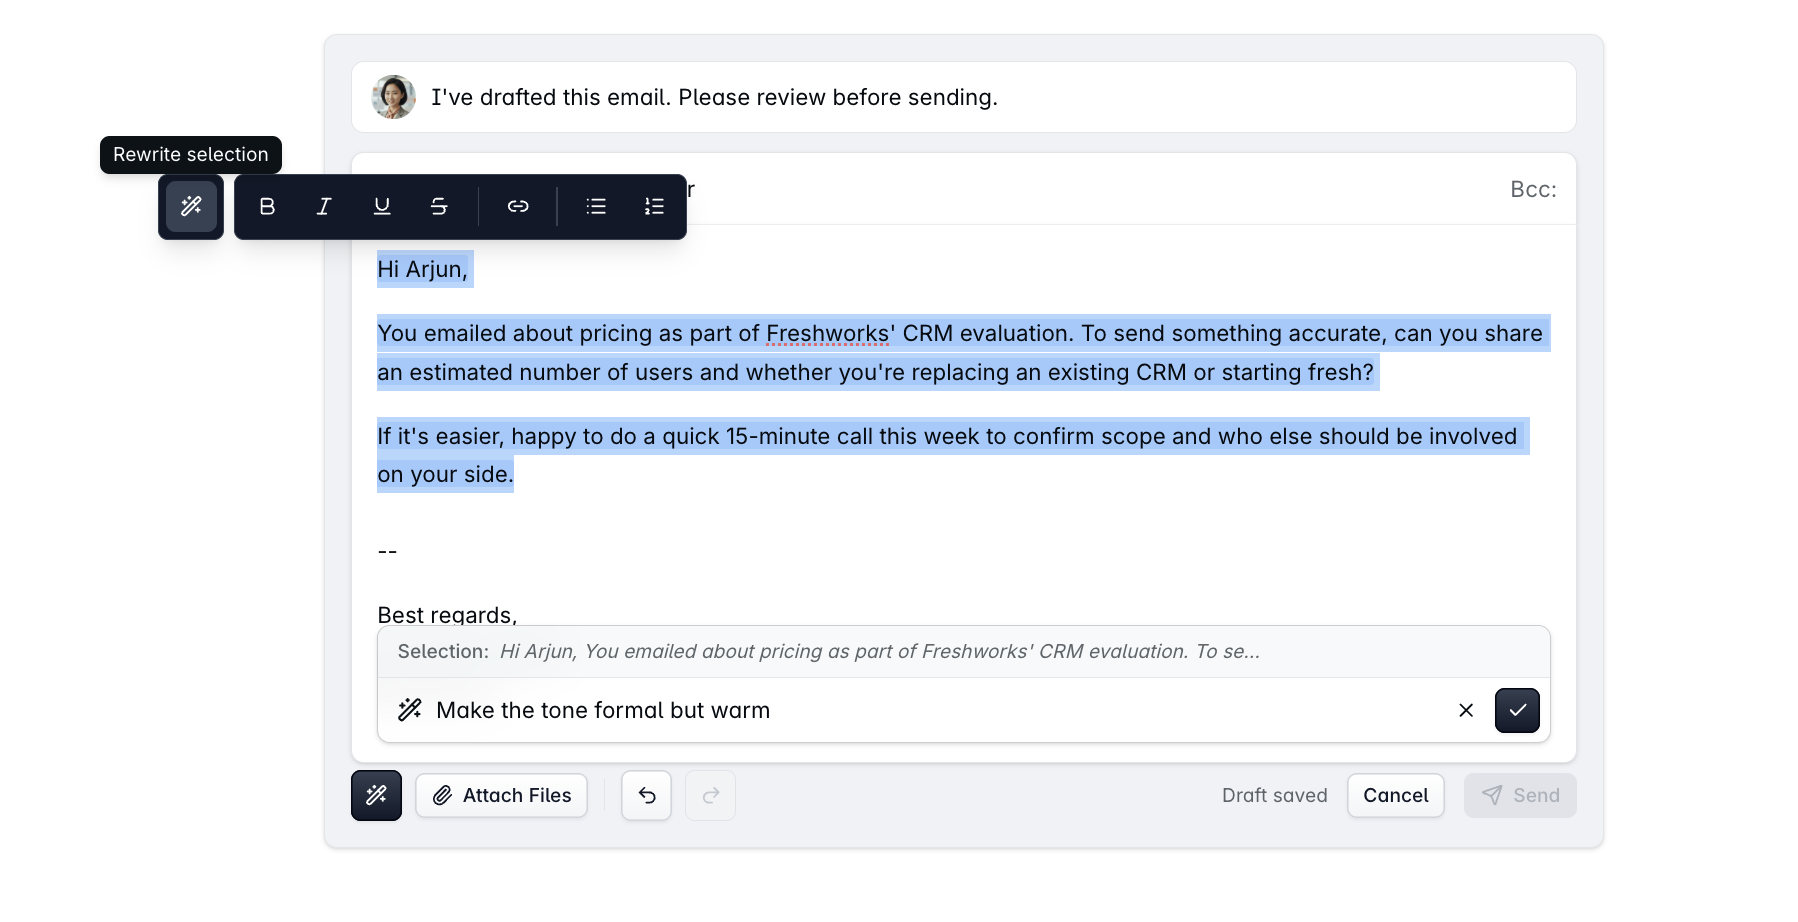 I've drafted this email. Please review before sending.
Rewrite selection
r
Bcc:
Hi Arjun,
You emailed about pricing as part of Freshworks' CRM evaluation. To send something accurate, can you share
an estimated number of users and whether you're replacing an existing CRM or starting fresh?
If it's easier, happy to do a quick 15-minute call this week to confirm scope and who else should be involved
on your side.
--
Best regards,
Selection: Hi Arjun, You emailed about pricing as part of Freshworks' CRM evaluation. To se...
Make the tone formal but warm
Attach Files
Draft saved
Cancel
Send